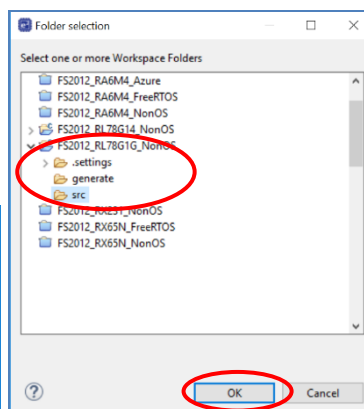 Folder selection
Select one or more Workspace Folders
FS2012_RA6M4_Azure
FS2012_RA6M4_FreeRTOS
FS2012_RA6M4_NonOS
FS2012_RL78G14_NonOS
FS2012_RL78G1G_NonOS
.settings
generate
src
FS2012_RX231_NonOS
FS2012_RX65N_FreeRTOS
FS2012_RX65N_NonOS
?
OK
Cancel